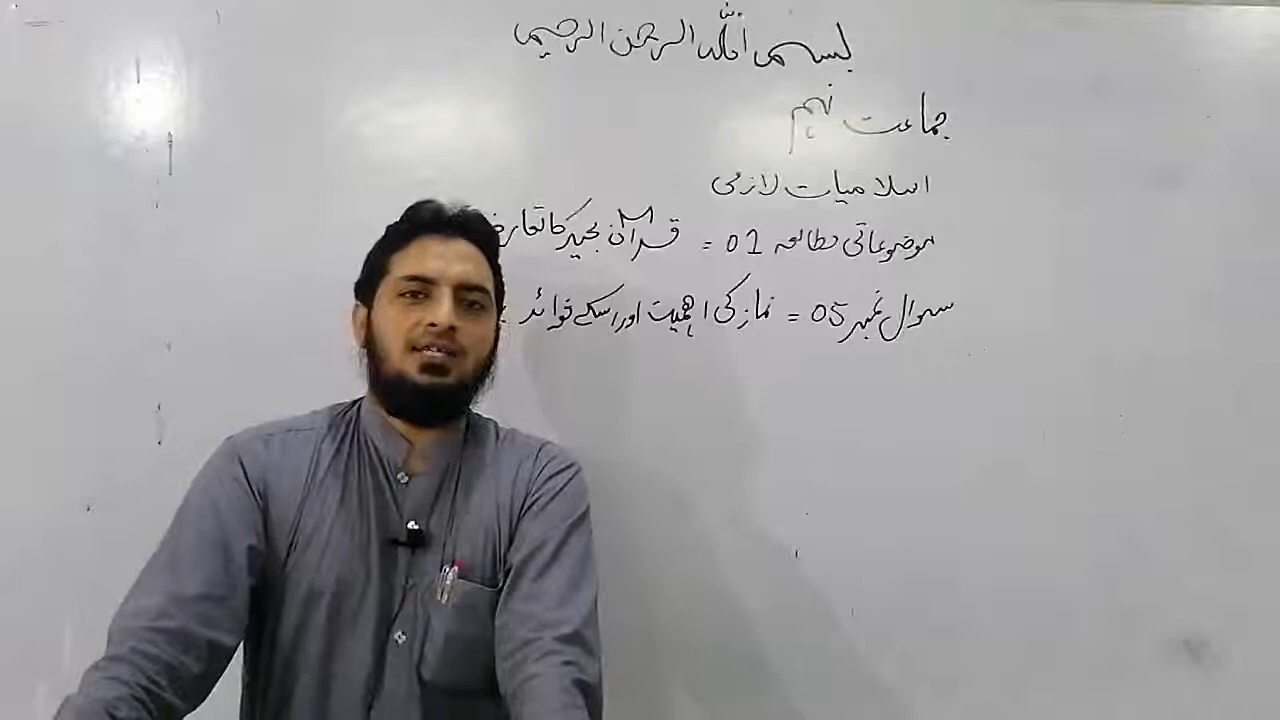 بسم اللہ الرحمن الرحیم
جماعت نہم
اسلامیات لازمی
موضوعاتی مطالعہ 01 = قرآن مجید کا تعارف
سوال نمبر 05 = نماز کی اہمیت اور اسکے فوائد